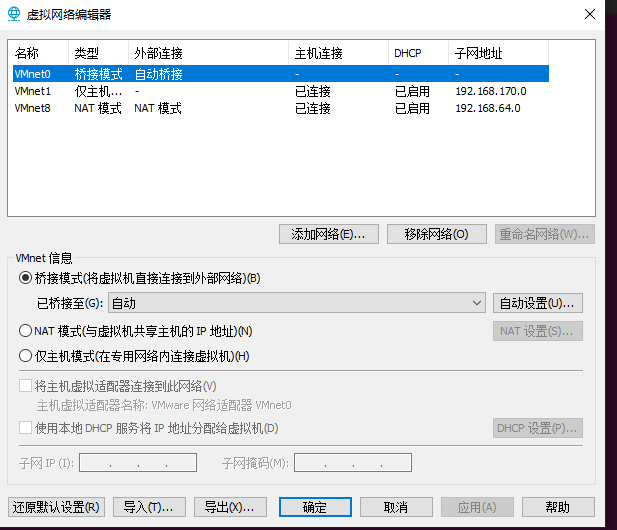 虚拟网络编辑器
名称 类型 外部连接 主机连接 DHCP 子网地址
VMnet0 桥接模式 自动桥接 - - -
VMnet1 仅主机... - 已连接 已启用 192.168.170.0
VMnet8 NAT 模式 NAT 模式 已连接 已启用 192.168.64.0
添加网络(E)... 移除网络(O) 重命名网络(W)...
VMnet 信息
桥接模式(将虚拟机直接连接到外部网络)(B)
已桥接至(G): 自动 自动设置(U)...
NAT 模式(与虚拟机共享主机的 IP 地址)(N) NAT 设置(S)...
仅主机模式(在专用网络内连接虚拟机)(H)
将主机虚拟适配器连接到此网络(V)
主机虚拟适配器名称: VMware 网络适配器 VMnet0
使用本地 DHCP 服务将 IP 地址分配给虚拟机(D) DHCP 设置(P)...
子网 IP (I): . . . 子网掩码(M): . . .
还原默认设置(R) 导入(T)... 导出(X)... 确定 取消 应用(A) 帮助